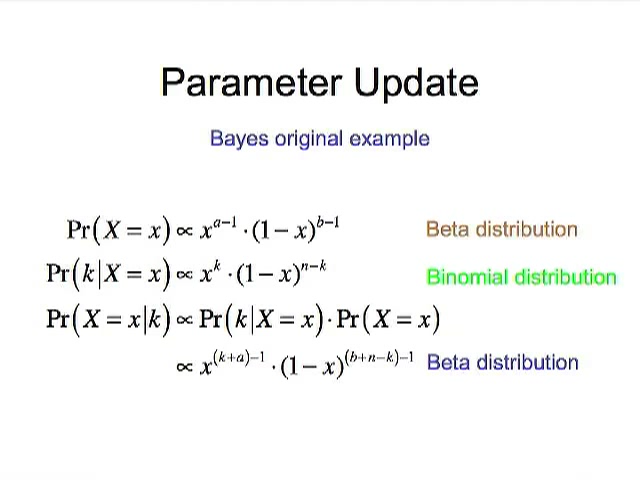 Parameter Update
Bayes original example
Pr(X = x) ∝ x^{a−1} · (1 − x)^{b−1} Beta distribution
Pr(k|X = x) ∝ x^{k} · (1 − x)^{n−k} Binomial distribution
Pr(X = x|k) ∝ Pr(k|X = x) · Pr(X = x)
∝ x^{(k+a)−1} · (1 − x)^{(b+n−k)−1} Beta distribution